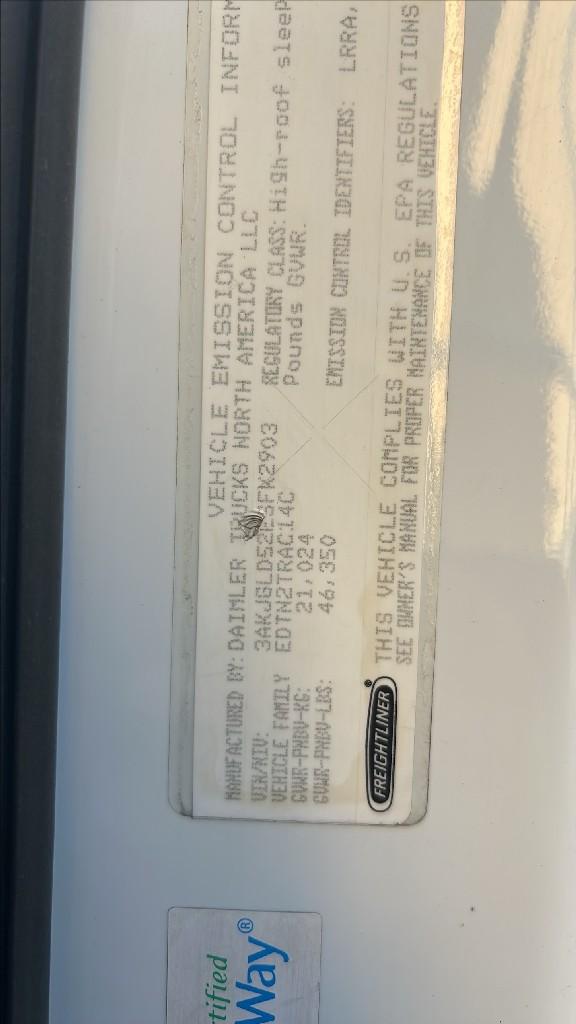 VEHICLE EMISSION CONTROL INFORM
MANUFACTURED BY: DAIMLER TRUCKS NORTH AMERICA LLC
VIN/NIV: REGULATORY CLASS: High-roof sleep
VEHICLE FAMILY EDTN2TRAC14C Pounds GVWR.
GVWR-PNBV-KG: 21,024
GVWR-PNBV-LBS: 46,350 EMISSION CONTROL IDENTIFIERS: LRRA,
FREIGHTLINER® THIS VEHICLE COMPLIES WITH U.S. EPA REGULATIONS
SEE OWNER'S MANUAL FOR PROPER MAINTENANCE OF THIS VEHICLE.
tified
Way®